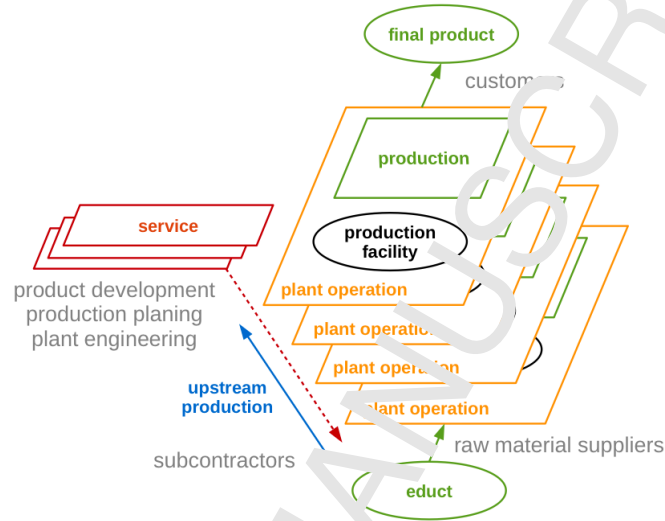 final product
customers
production
service
production
facility
plant operation
product development
production planing
plant engineering
plant operation
plant operation
upstream
production
plant operation
raw material suppliers
subcontractors
educt
MANUSCR